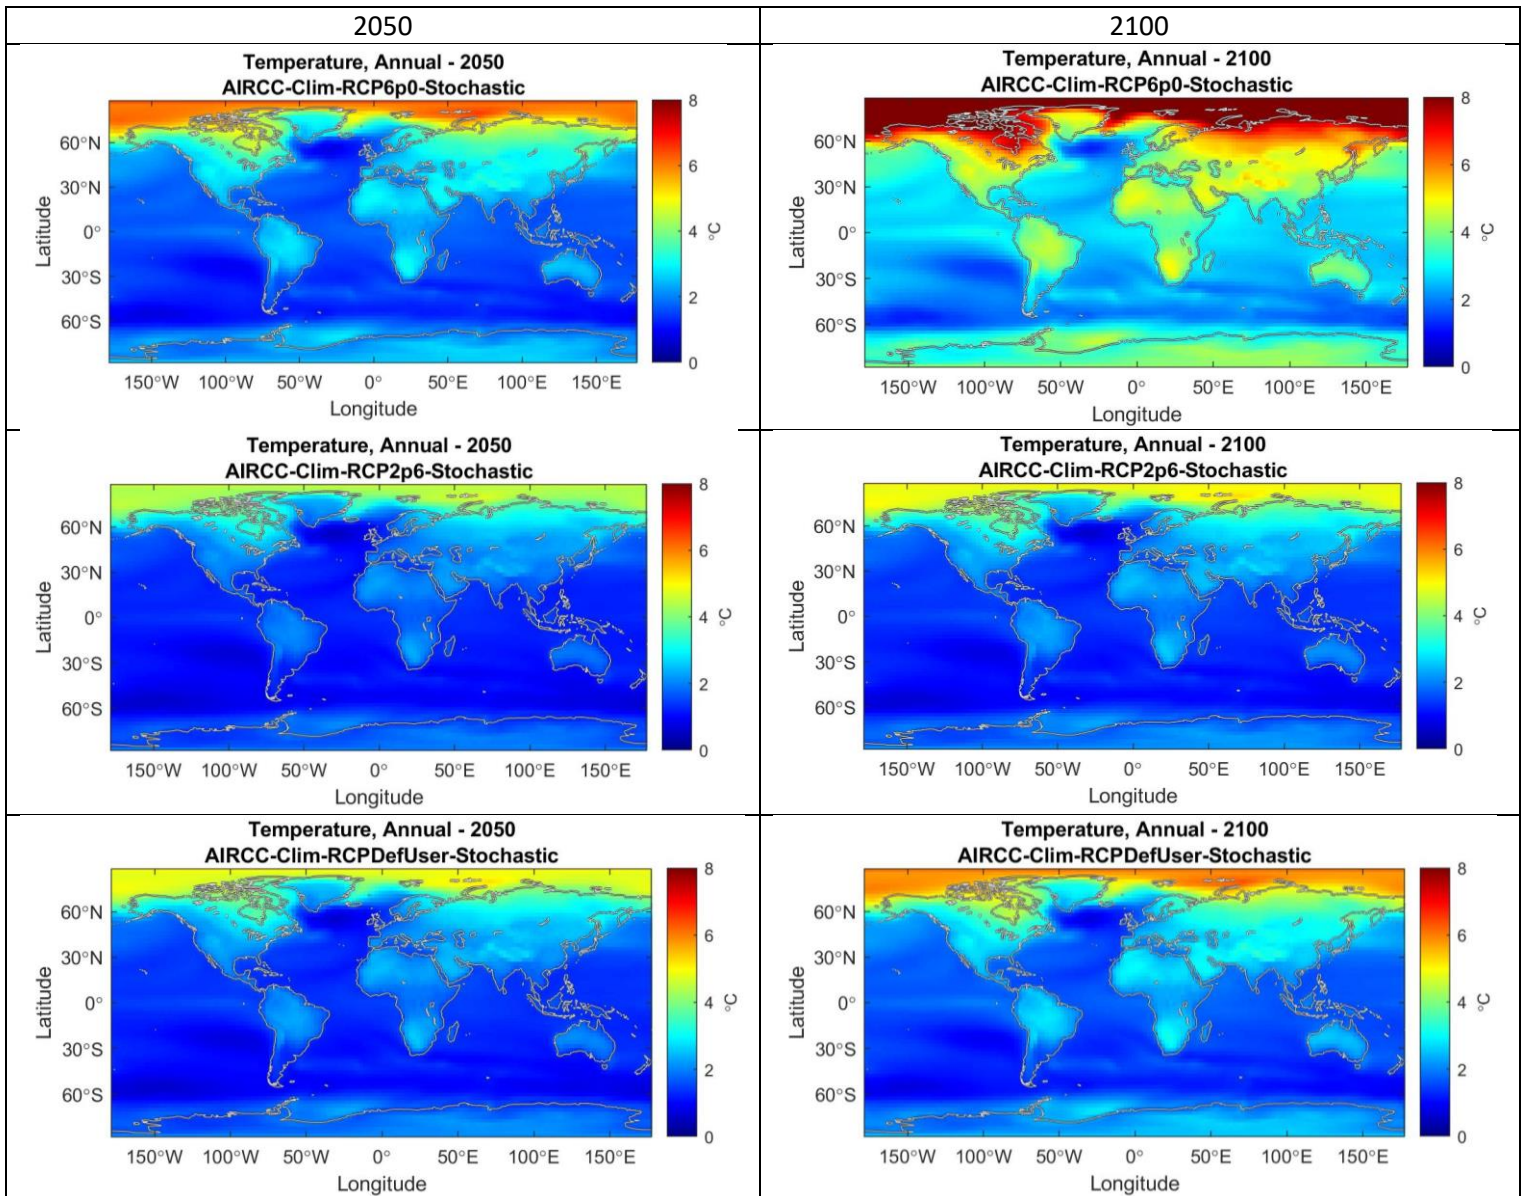 2050
2100
Temperature, Annual - 2050
AIRCC-Clim-RCP6p0-Stochastic
8
6
4
2
0
°C
60°N
30°N
0°
30°S
60°S
Latitude
150°W 100°W 50°W 0° 50°E 100°E 150°E
Longitude
Temperature, Annual - 2100
AIRCC-Clim-RCP6p0-Stochastic
8
6
4
2
0
°C
60°N
30°N
0°
30°S
60°S
Latitude
150°W 100°W 50°W 0° 50°E 100°E 150°E
Longitude
Temperature, Annual - 2050
AIRCC-Clim-RCP2p6-Stochastic
8
6
4
2
0
°C
60°N
30°N
0°
30°S
60°S
Latitude
150°W 100°W 50°W 0° 50°E 100°E 150°E
Longitude
Temperature, Annual - 2100
AIRCC-Clim-RCP2p6-Stochastic
8
6
4
2
0
°C
60°N
30°N
0°
30°S
60°S
Latitude
150°W 100°W 50°W 0° 50°E 100°E 150°E
Longitude
Temperature, Annual - 2050
AIRCC-Clim-RCPDefUser-Stochastic
8
6
4
2
0
°C
60°N
30°N
0°
30°S
60°S
Latitude
150°W 100°W 50°W 0° 50°E 100°E 150°E
Longitude
Temperature, Annual - 2100
AIRCC-Clim-RCPDefUser-Stochastic
8
6
4
2
0
°C
60°N
30°N
0°
30°S
60°S
Latitude
150°W 100°W 50°W 0° 50°E 100°E 150°E
Longitude